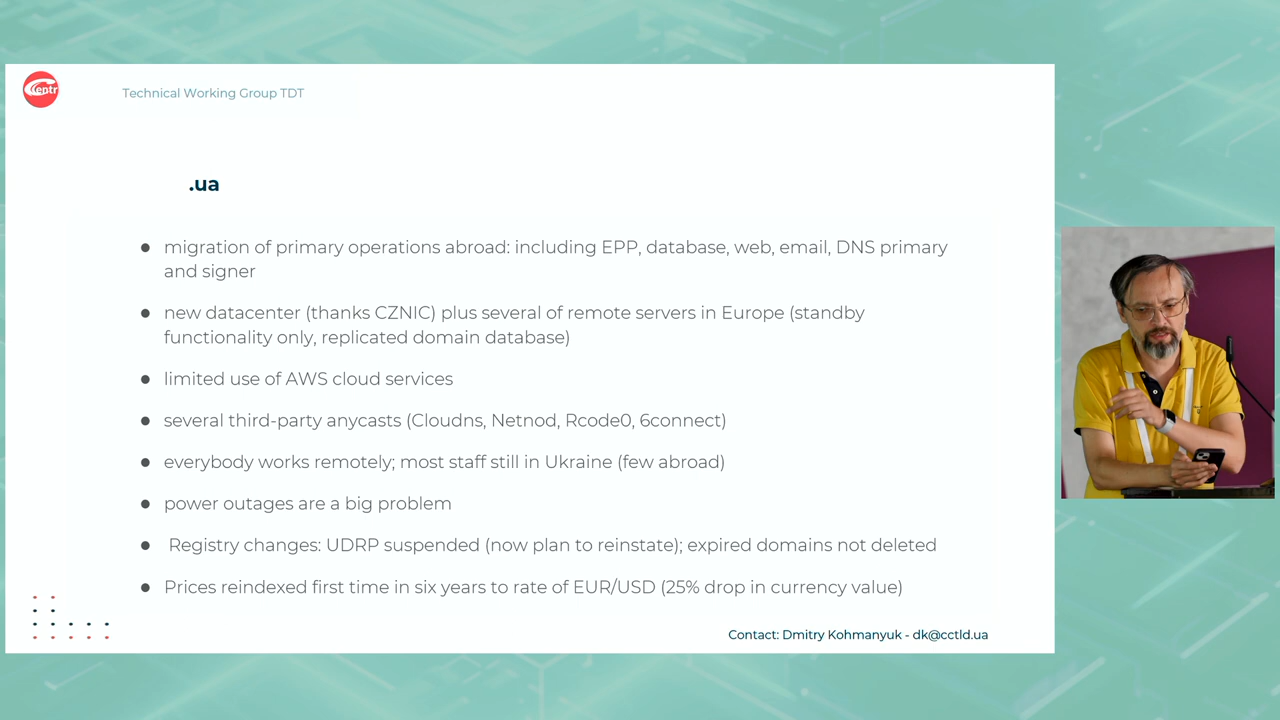 Centr
Technical Working Group TDT
.ua
● migration of primary operations abroad: including EPP, database, web, email, DNS primary
and signer
● new datacenter (thanks CZNIC) plus several of remote servers in Europe (standby
functionality only, replicated domain database)
● limited use of AWS cloud services
● several third-party anycasts (Cloudns, Netnod, Rcode0, 6connect)
● everybody works remotely; most staff still in Ukraine (few abroad)
● power outages are a big problem
● Registry changes: UDRP suspended (now plan to reinstate); expired domains not deleted
● Prices reindexed first time in six years to rate of EUR/USD (25% drop in currency value)
Contact: Dmitry Kohmanyuk - dk@cctld.ua